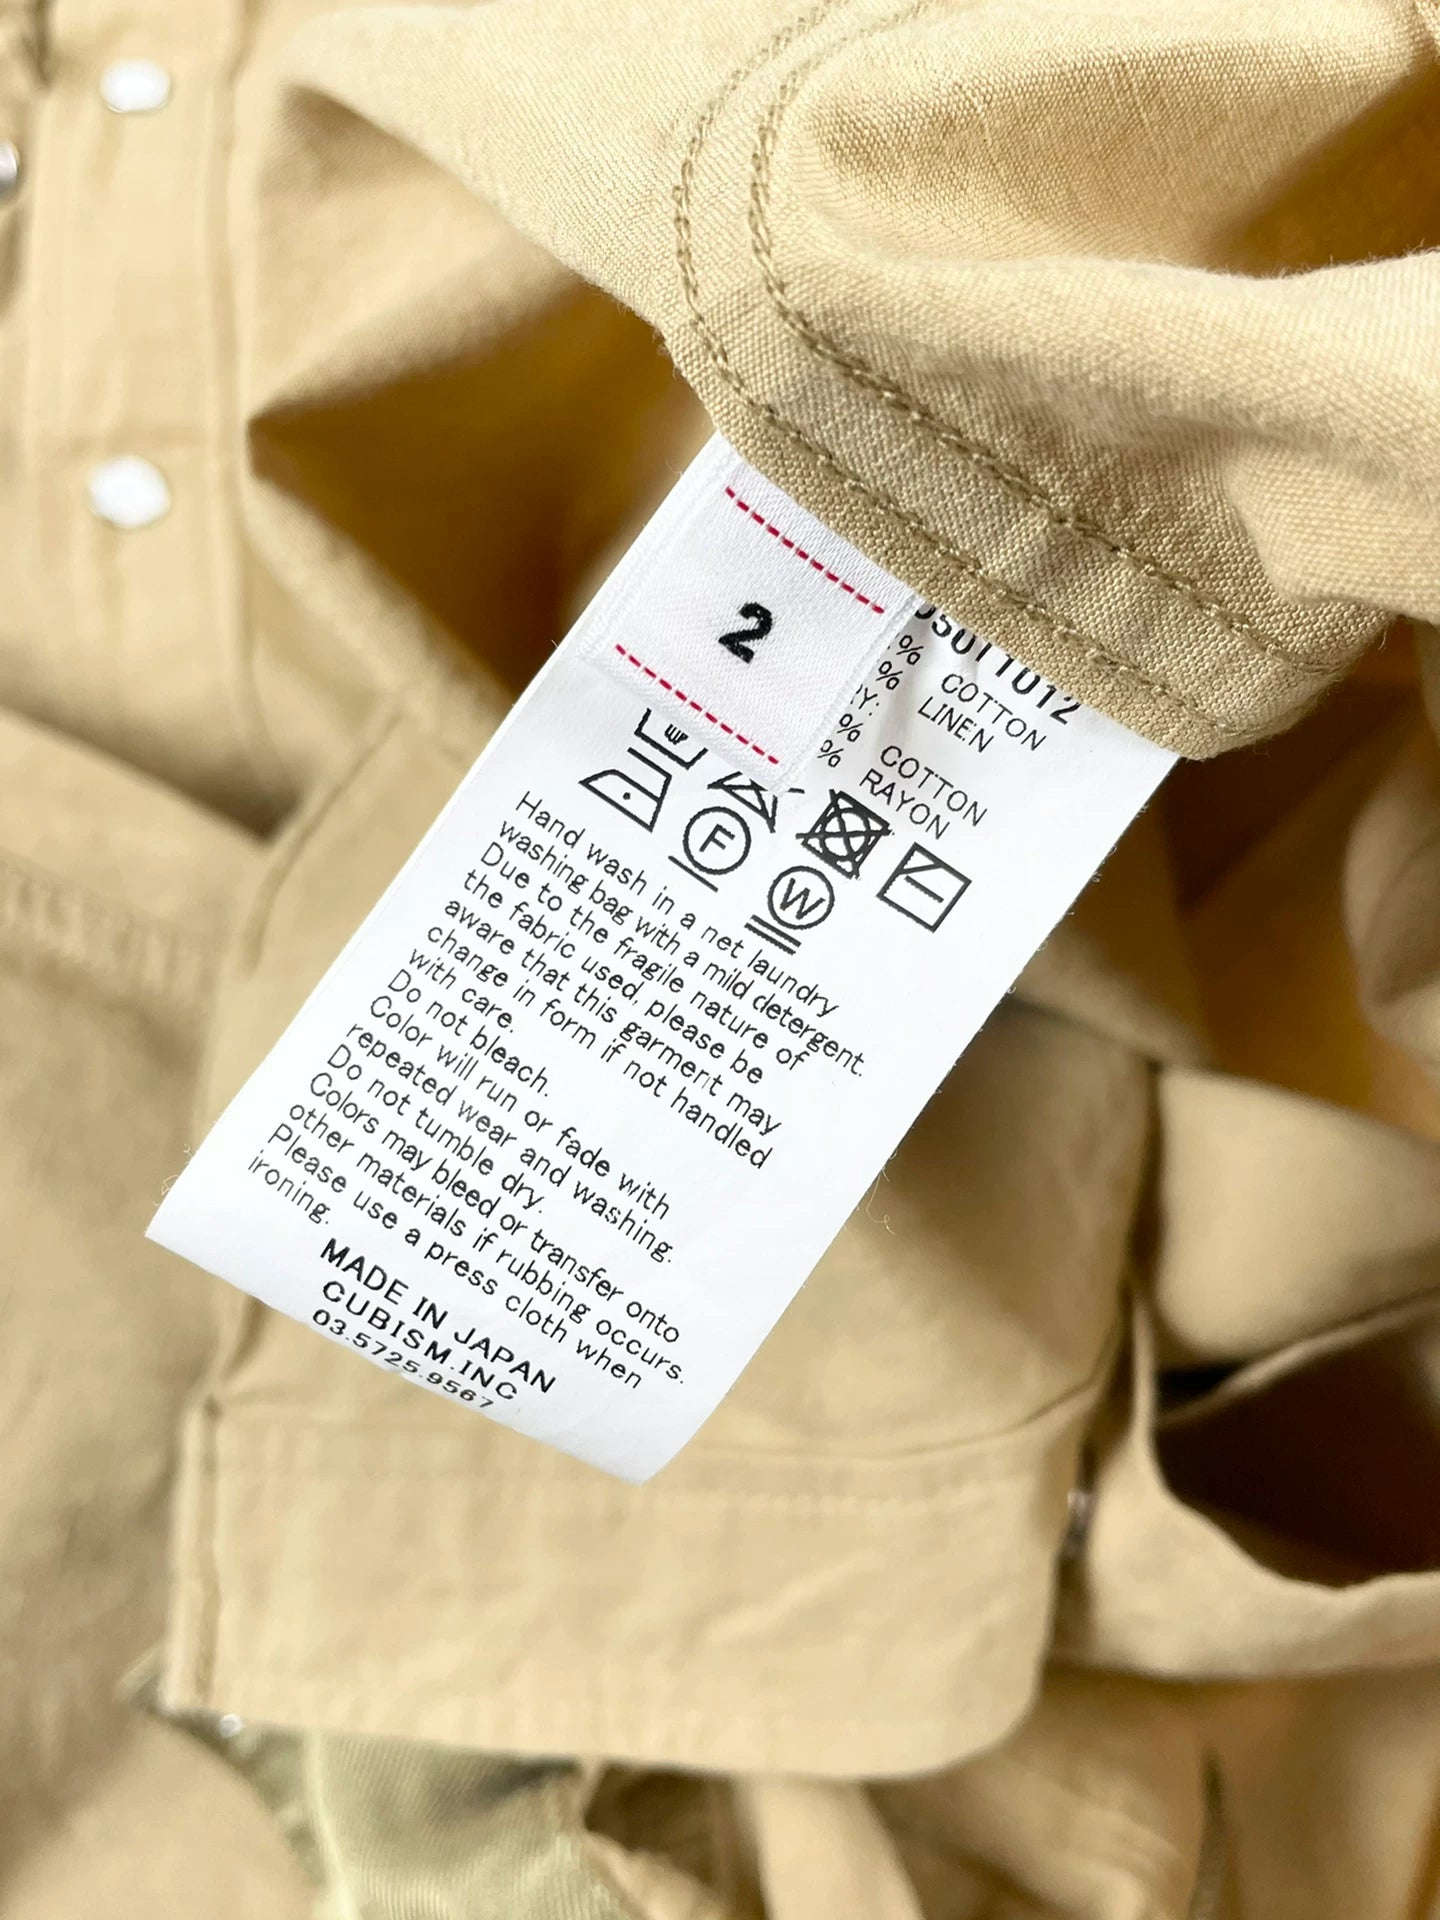 2
05011012
% COTTON
% LINEN
RY:
% COTTON
% RAYON
F
W
Hand wash in a net laundry
washing bag with a mild detergent.
Due to the fragile nature of
the fabric used, please be
aware that this garment may
change in form if not handled
with care.
Do not bleach.
Color will run or fade with
repeated wear and washing.
Do not tumble dry.
Colors may bleed or transfer onto
other materials if rubbing occurs.
Please use a press cloth when
ironing.
MADE IN JAPAN
CUBISM.INC
03.5725.9567